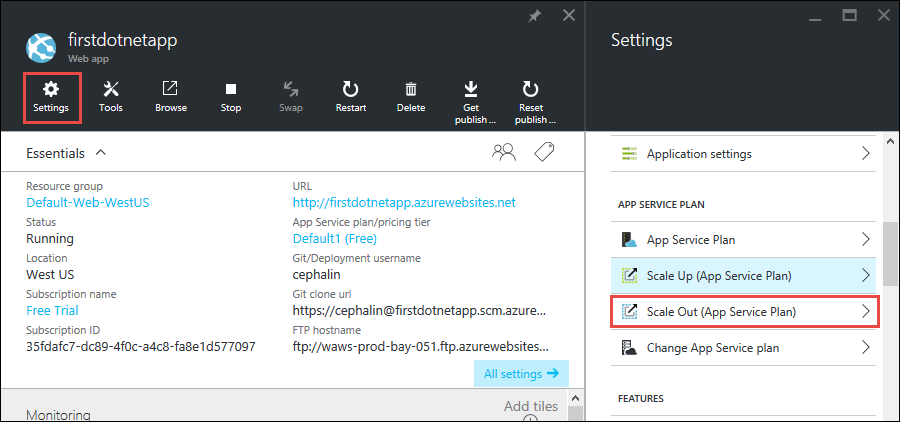 firstdotnetapp
Web app
Settings
Tools
Browse
Stop
Swap
Restart
Delete
Get
publish ...
Reset
publish ...
Essentials
Resource group
Default-Web-WestUS
Status
Running
Location
West US
Subscription name
Free Trial
Subscription ID
35fdafc7-dc89-4f0c-a4c8-fa8e1d577097
URL
http://firstdotnetapp.azurewebsites.net
App Service plan/pricing tier
Default1 (Free)
Git/Deployment username
cephalin
Git clone url
https://cephalin@firstdotnetapp.scm.azure...
FTP hostname
ftp://waws-prod-bay-051.ftp.azurewebsites...
All settings
Monitoring
Add tiles
Settings
Application settings
APP SERVICE PLAN
App Service Plan
Scale Up (App Service Plan)
Scale Out (App Service Plan)
Change App Service plan
FEATURES